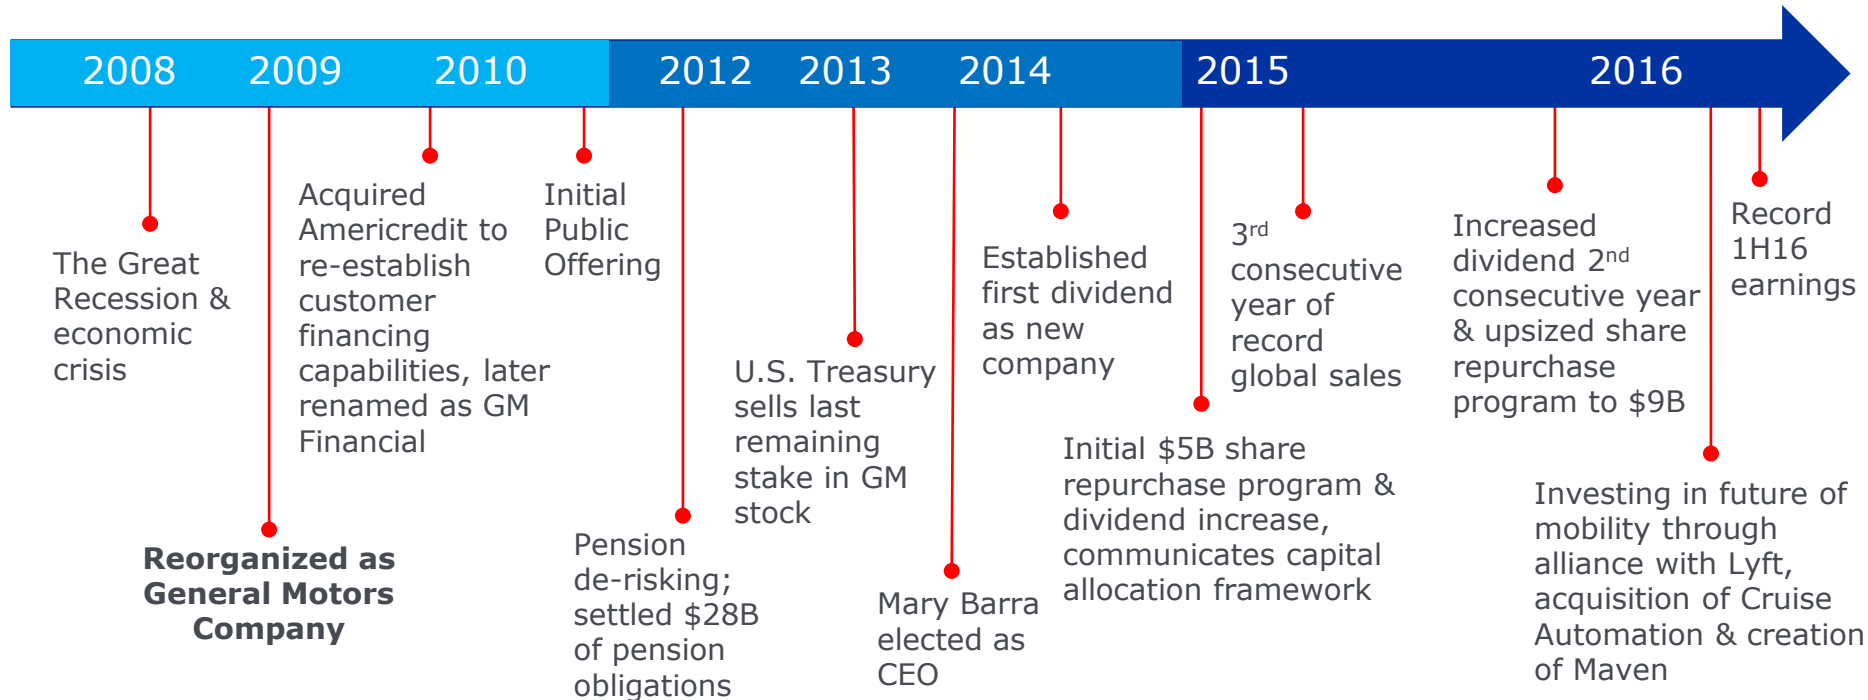 2008 2009 2010 2012 2013 2014 2015 2016
The Great
Recession &
economic
crisis
Reorganized as
General Motors
Company
Acquired
Americredit to
re-establish
customer
financing
capabilities, later
renamed as GM
Financial
Initial
Public
Offering
Pension
de-risking;
settled $28B
of pension
obligations
U.S. Treasury
sells last
remaining
stake in GM
stock
Mary Barra
elected as
CEO
Established
first dividend
as new
company
Initial $5B share
repurchase program &
dividend increase,
communicates capital
allocation framework
3rd
consecutive
year of
record
global sales
Increased
dividend 2nd
consecutive year
& upsized share
repurchase
program to $9B
Investing in future of
mobility through
alliance with Lyft,
acquisition of Cruise
Automation & creation
of Maven
Record
1H16
earnings